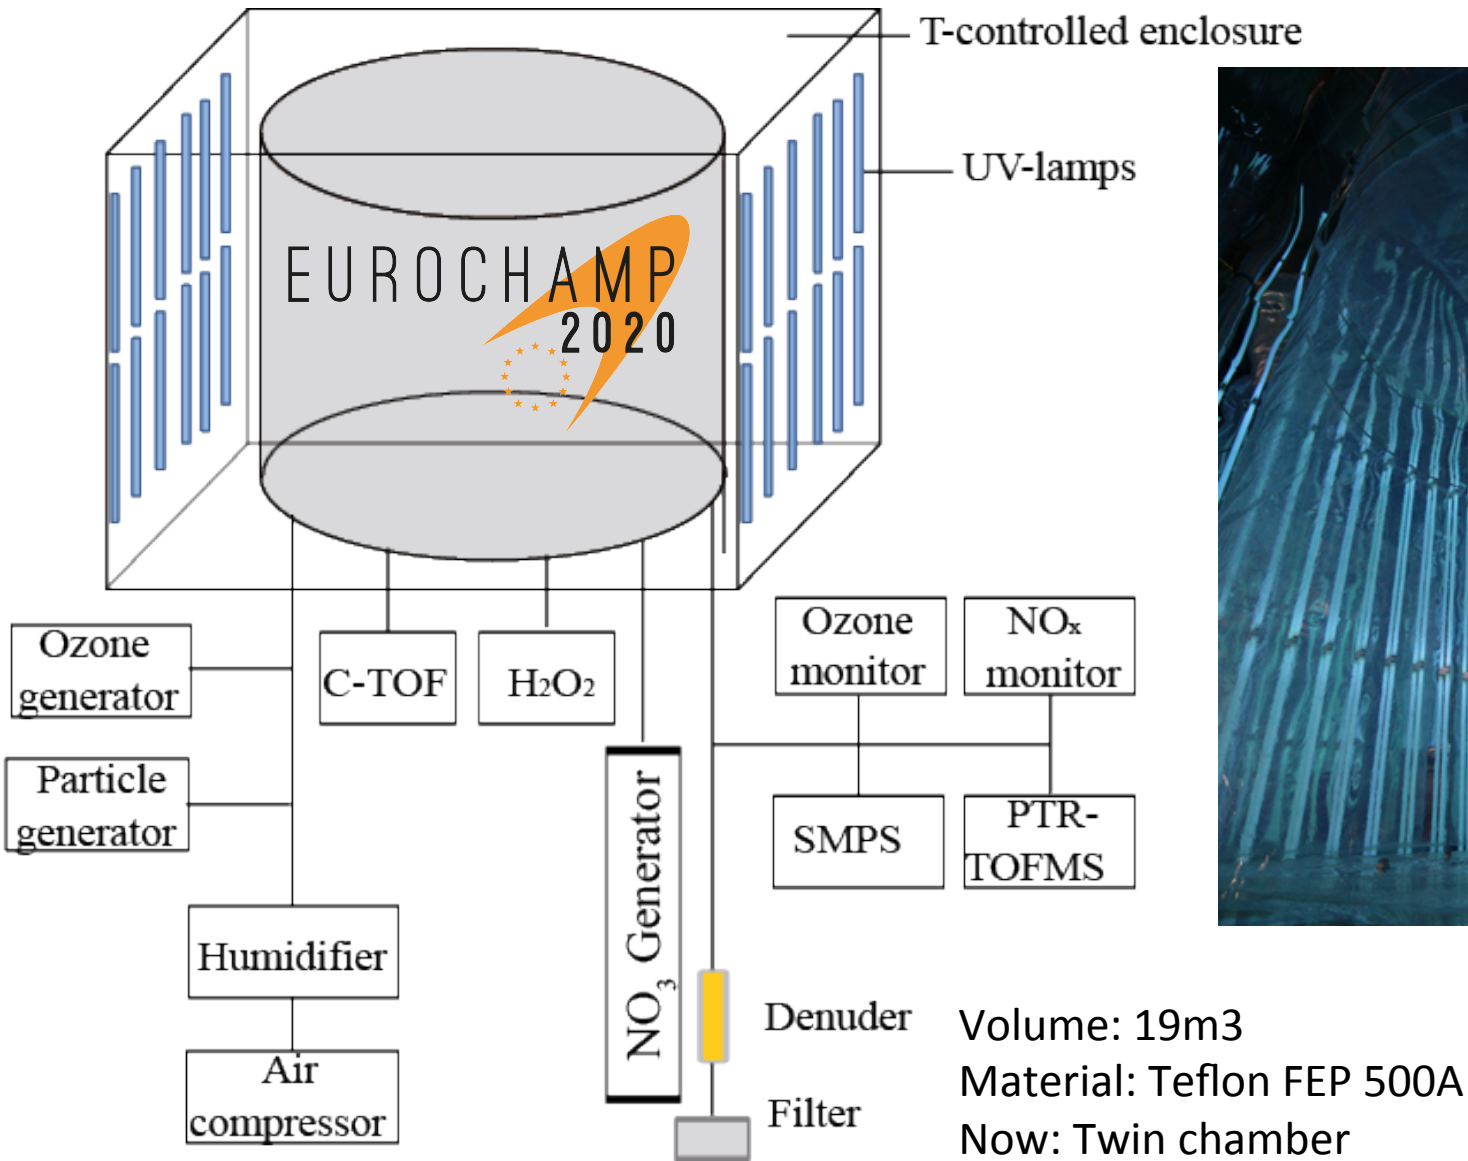 T-controlled enclosure
UV-lamps
EUROCHAMP
2020
Ozone
generator
C-TOF
H₂O₂
Ozone
monitor
NOₓ
monitor
Particle
generator
NO₃ Generator
SMPS
PTR-
TOFMS
Humidifier
Denuder
Air
compressor
Filter
Volume: 19m3
Material: Teflon FEP 500A
Now: Twin chamber